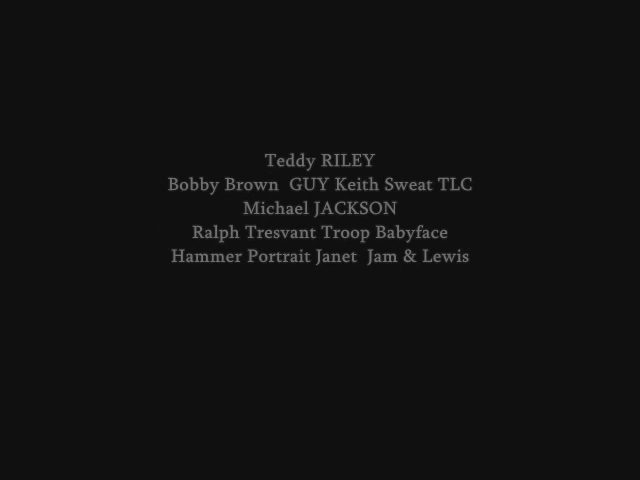 Teddy RILEY
Bobby Brown  GUY Keith Sweat TLC
Michael JACKSON
Ralph Tresvant Troop Babyface
Hammer Portrait Janet  Jam & Lewis